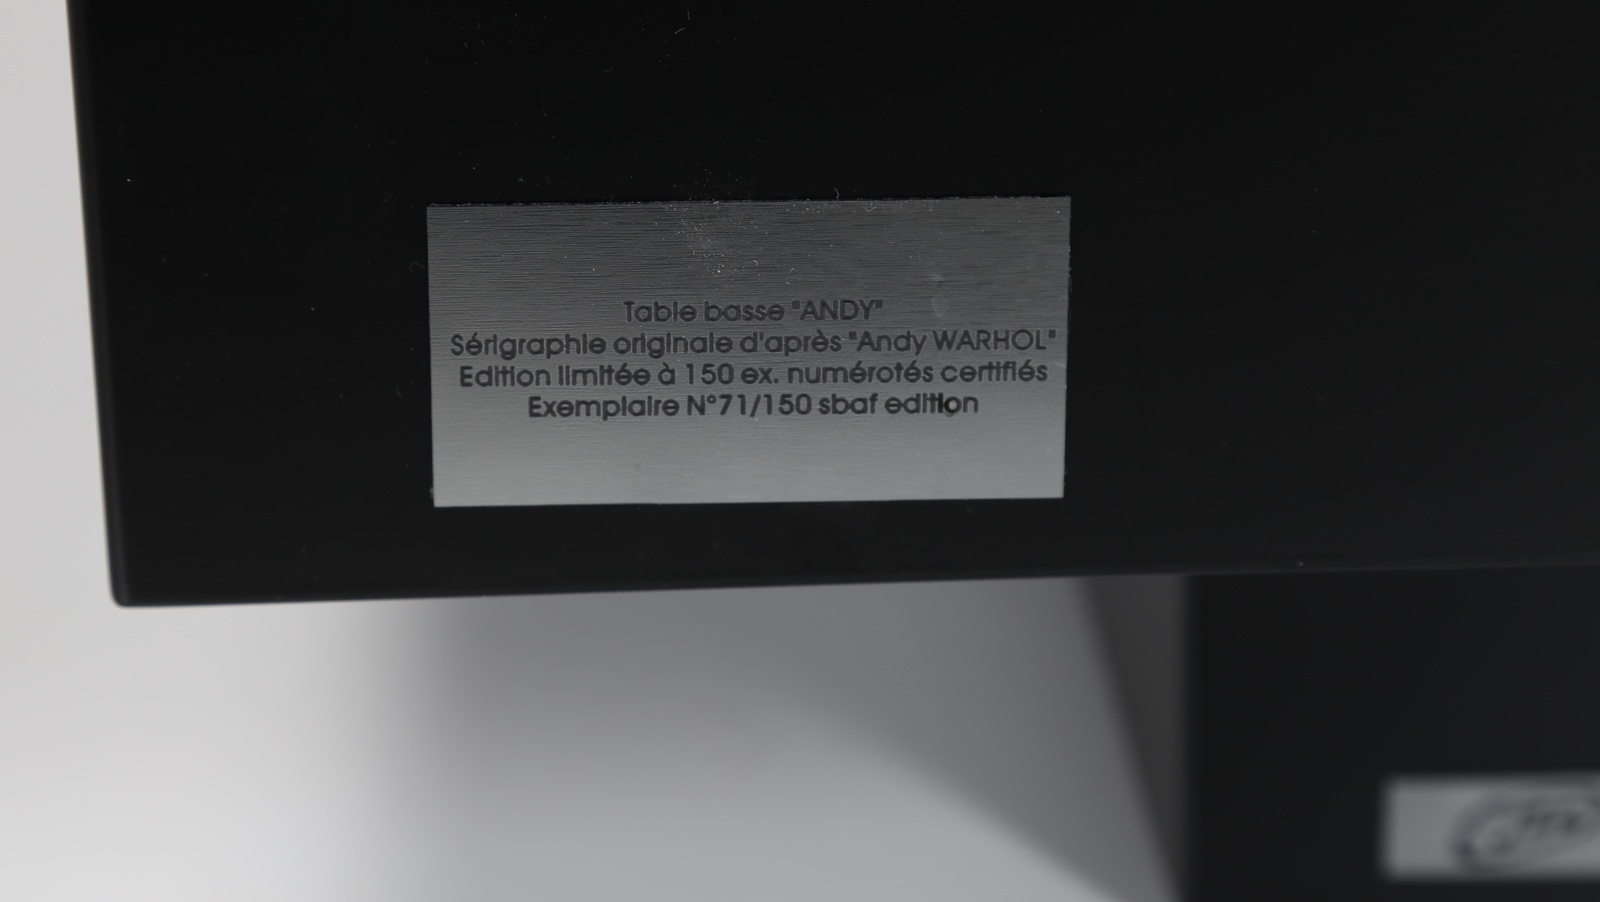 Table basse "ANDY"
Sérigraphie originale d'après "Andy WARHOL"
Edition limitée à 150 ex. numérotés certifiés
Exemplaire N°71/150 sbaf edition